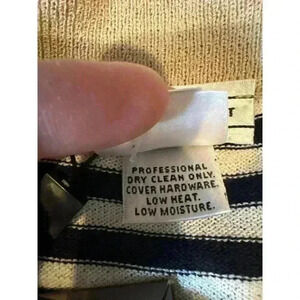 T
PROFESSIONAL
DRY CLEAN ONLY.
COVER HARDWARE.
LOW HEAT.
LOW MOISTURE.